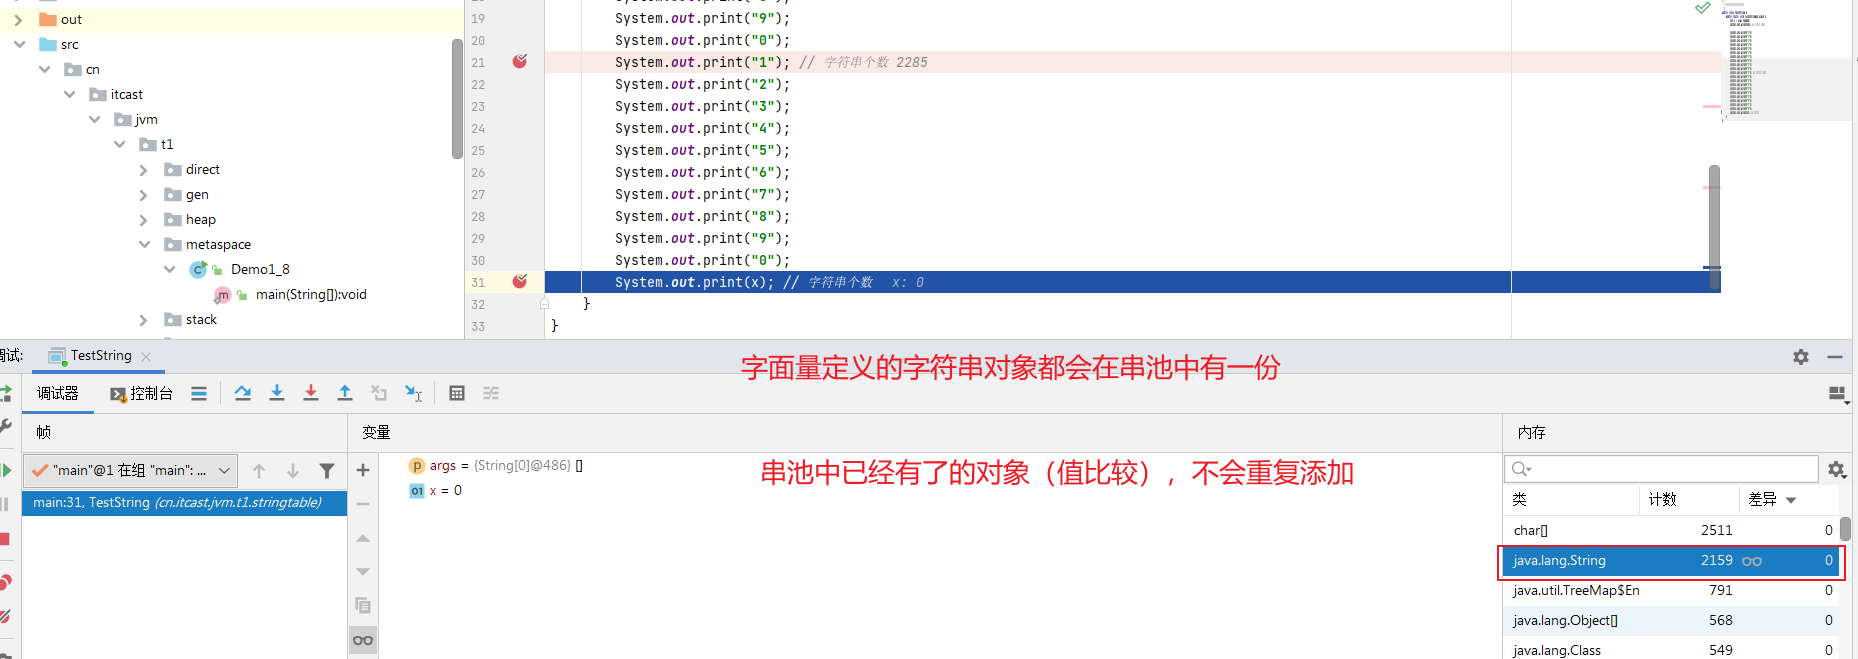 out
src
cn
itcast
jvm
t1
direct
gen
heap
metaspace
Demo1_8
main(String[]):void
stack
19 System.out.print("9");
20 System.out.print("0");
21 System.out.print("1"); // 字符串个数 2285
22 System.out.print("2");
23 System.out.print("3");
24 System.out.print("4");
25 System.out.print("5");
26 System.out.print("6");
27 System.out.print("7");
28 System.out.print("8");
29 System.out.print("9");
30 System.out.print("0");
31 System.out.print(x); // 字符串个数 x: 0
32 }
33 }
调试: TestString
字面量定义的字符串对象都会在串池中有一份
调试器 控制台
帧 变量 内存
"main"@1 在组 "main": ...
main:31, TestString (cn.itcast.jvm.t1.stringtable)
args = {String[0]@486} []
x = 0
串池中已经有了的对象（值比较），不会重复添加
类 计数 差异
char[] 2511 0
java.lang.String 2159 0
java.util.TreeMap$En 791 0
java.lang.Object[] 568 0
java.lang.Class 549 0